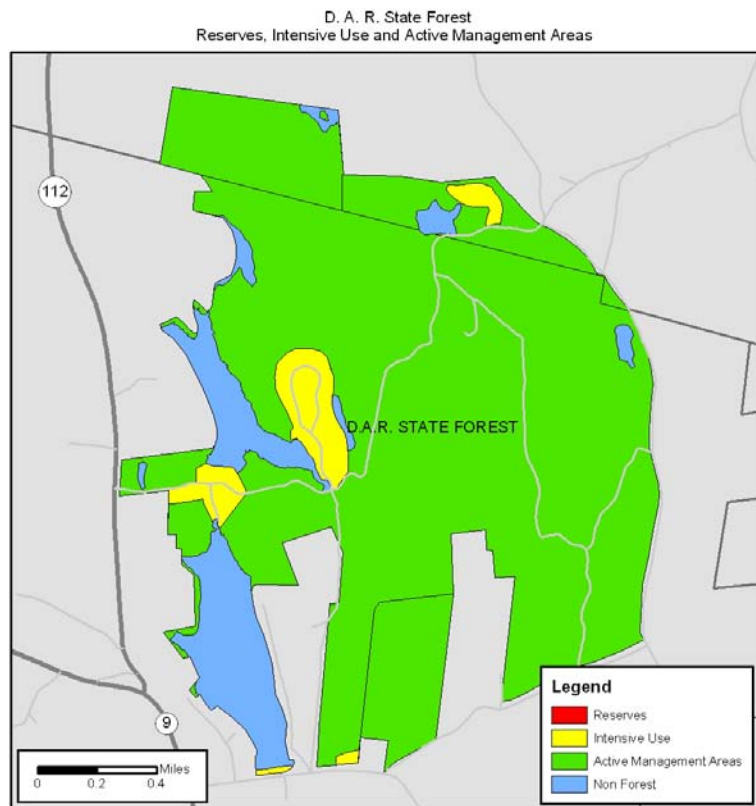 D. A. R. State Forest
Reserves, Intensive Use and Active Management Areas
112
D.A.R. STATE FOREST
9
Legend
Reserves
Intensive Use
Active Management Areas
Non Forest
Miles
0 0.2 0.4